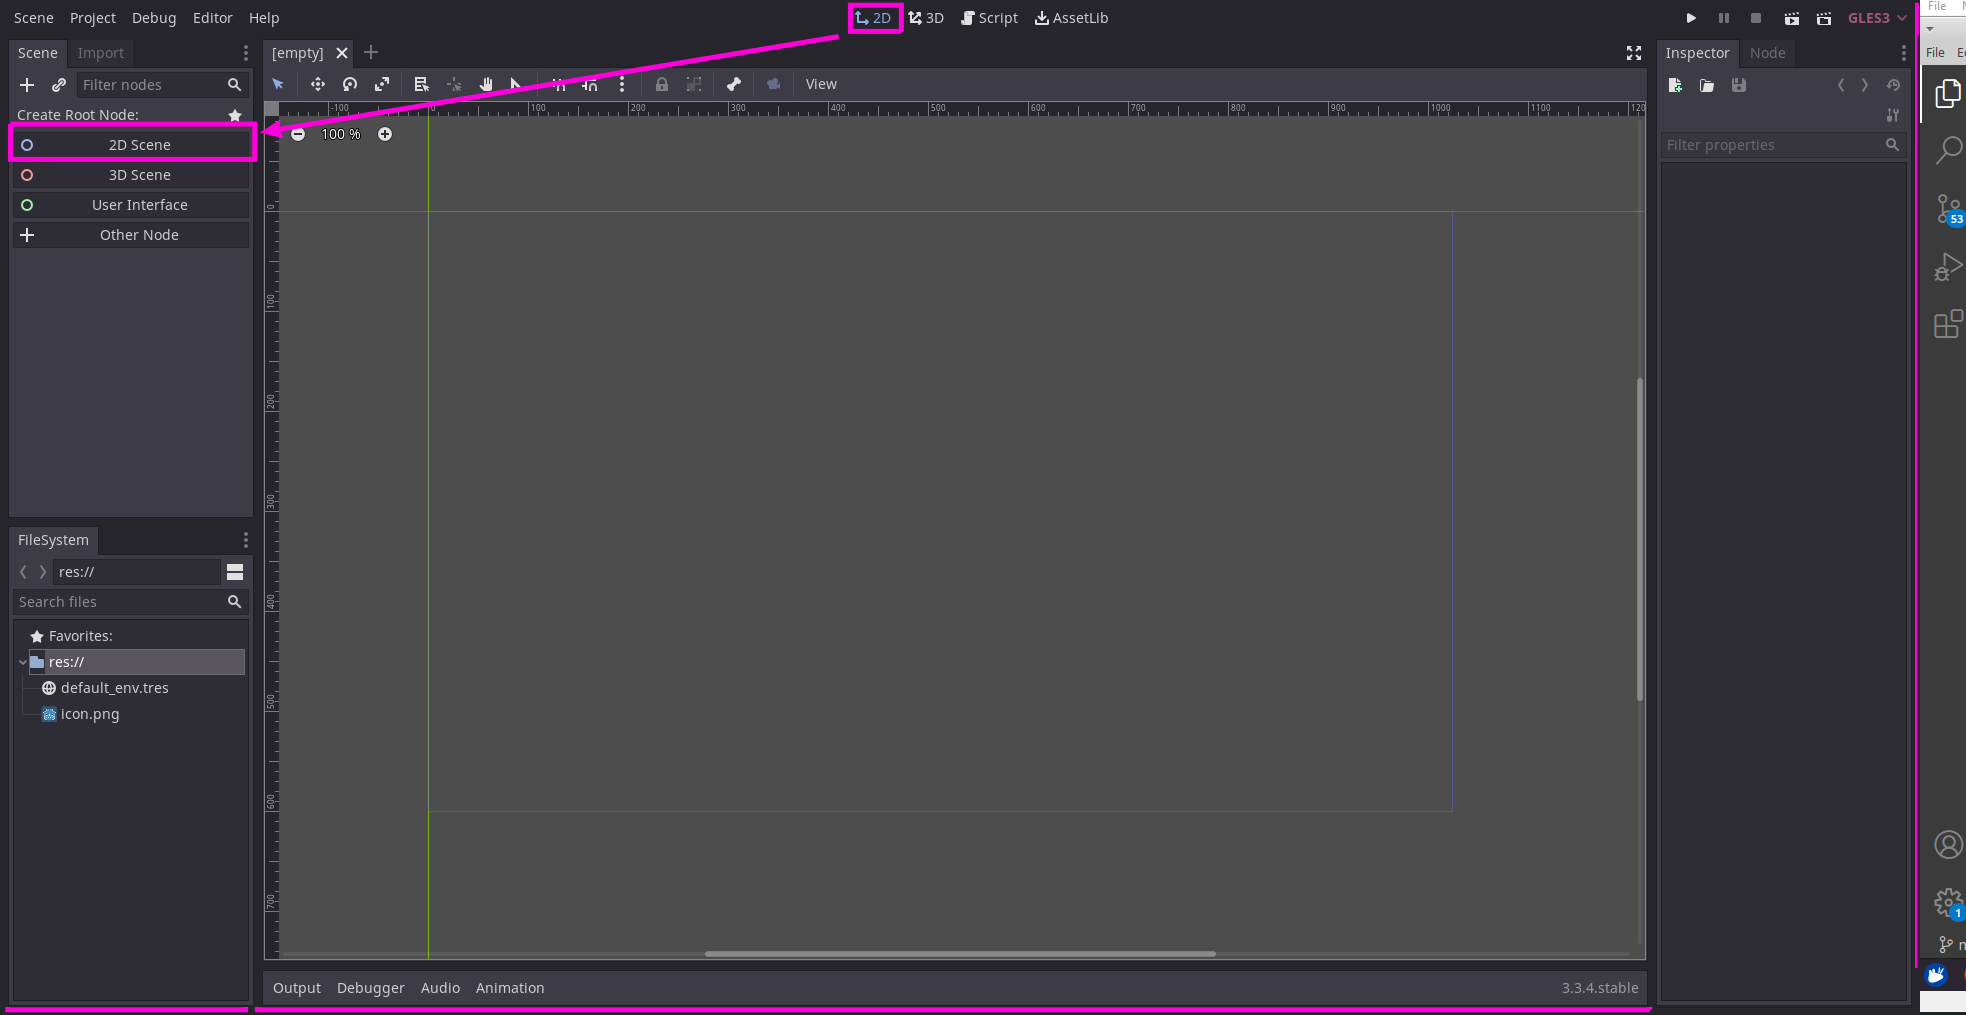 Scene Project Debug Editor Help
2D 3D Script AssetLib
GLES3
File
Scene Import
[empty]
Inspector Node
File
Filter nodes
View
Create Root Node:
-100 0 100 200 300 400 500 600 700 800 900 1000 1100 120
100 %
2D Scene
Filter properties
3D Scene
User Interface
0
53
Other Node
100
200
300
400
500
600
700
FileSystem
res://
Search files
Favorites:
res://
default_env.tres
icon.png
1
Output Debugger Audio Animation
3.3.4.stable